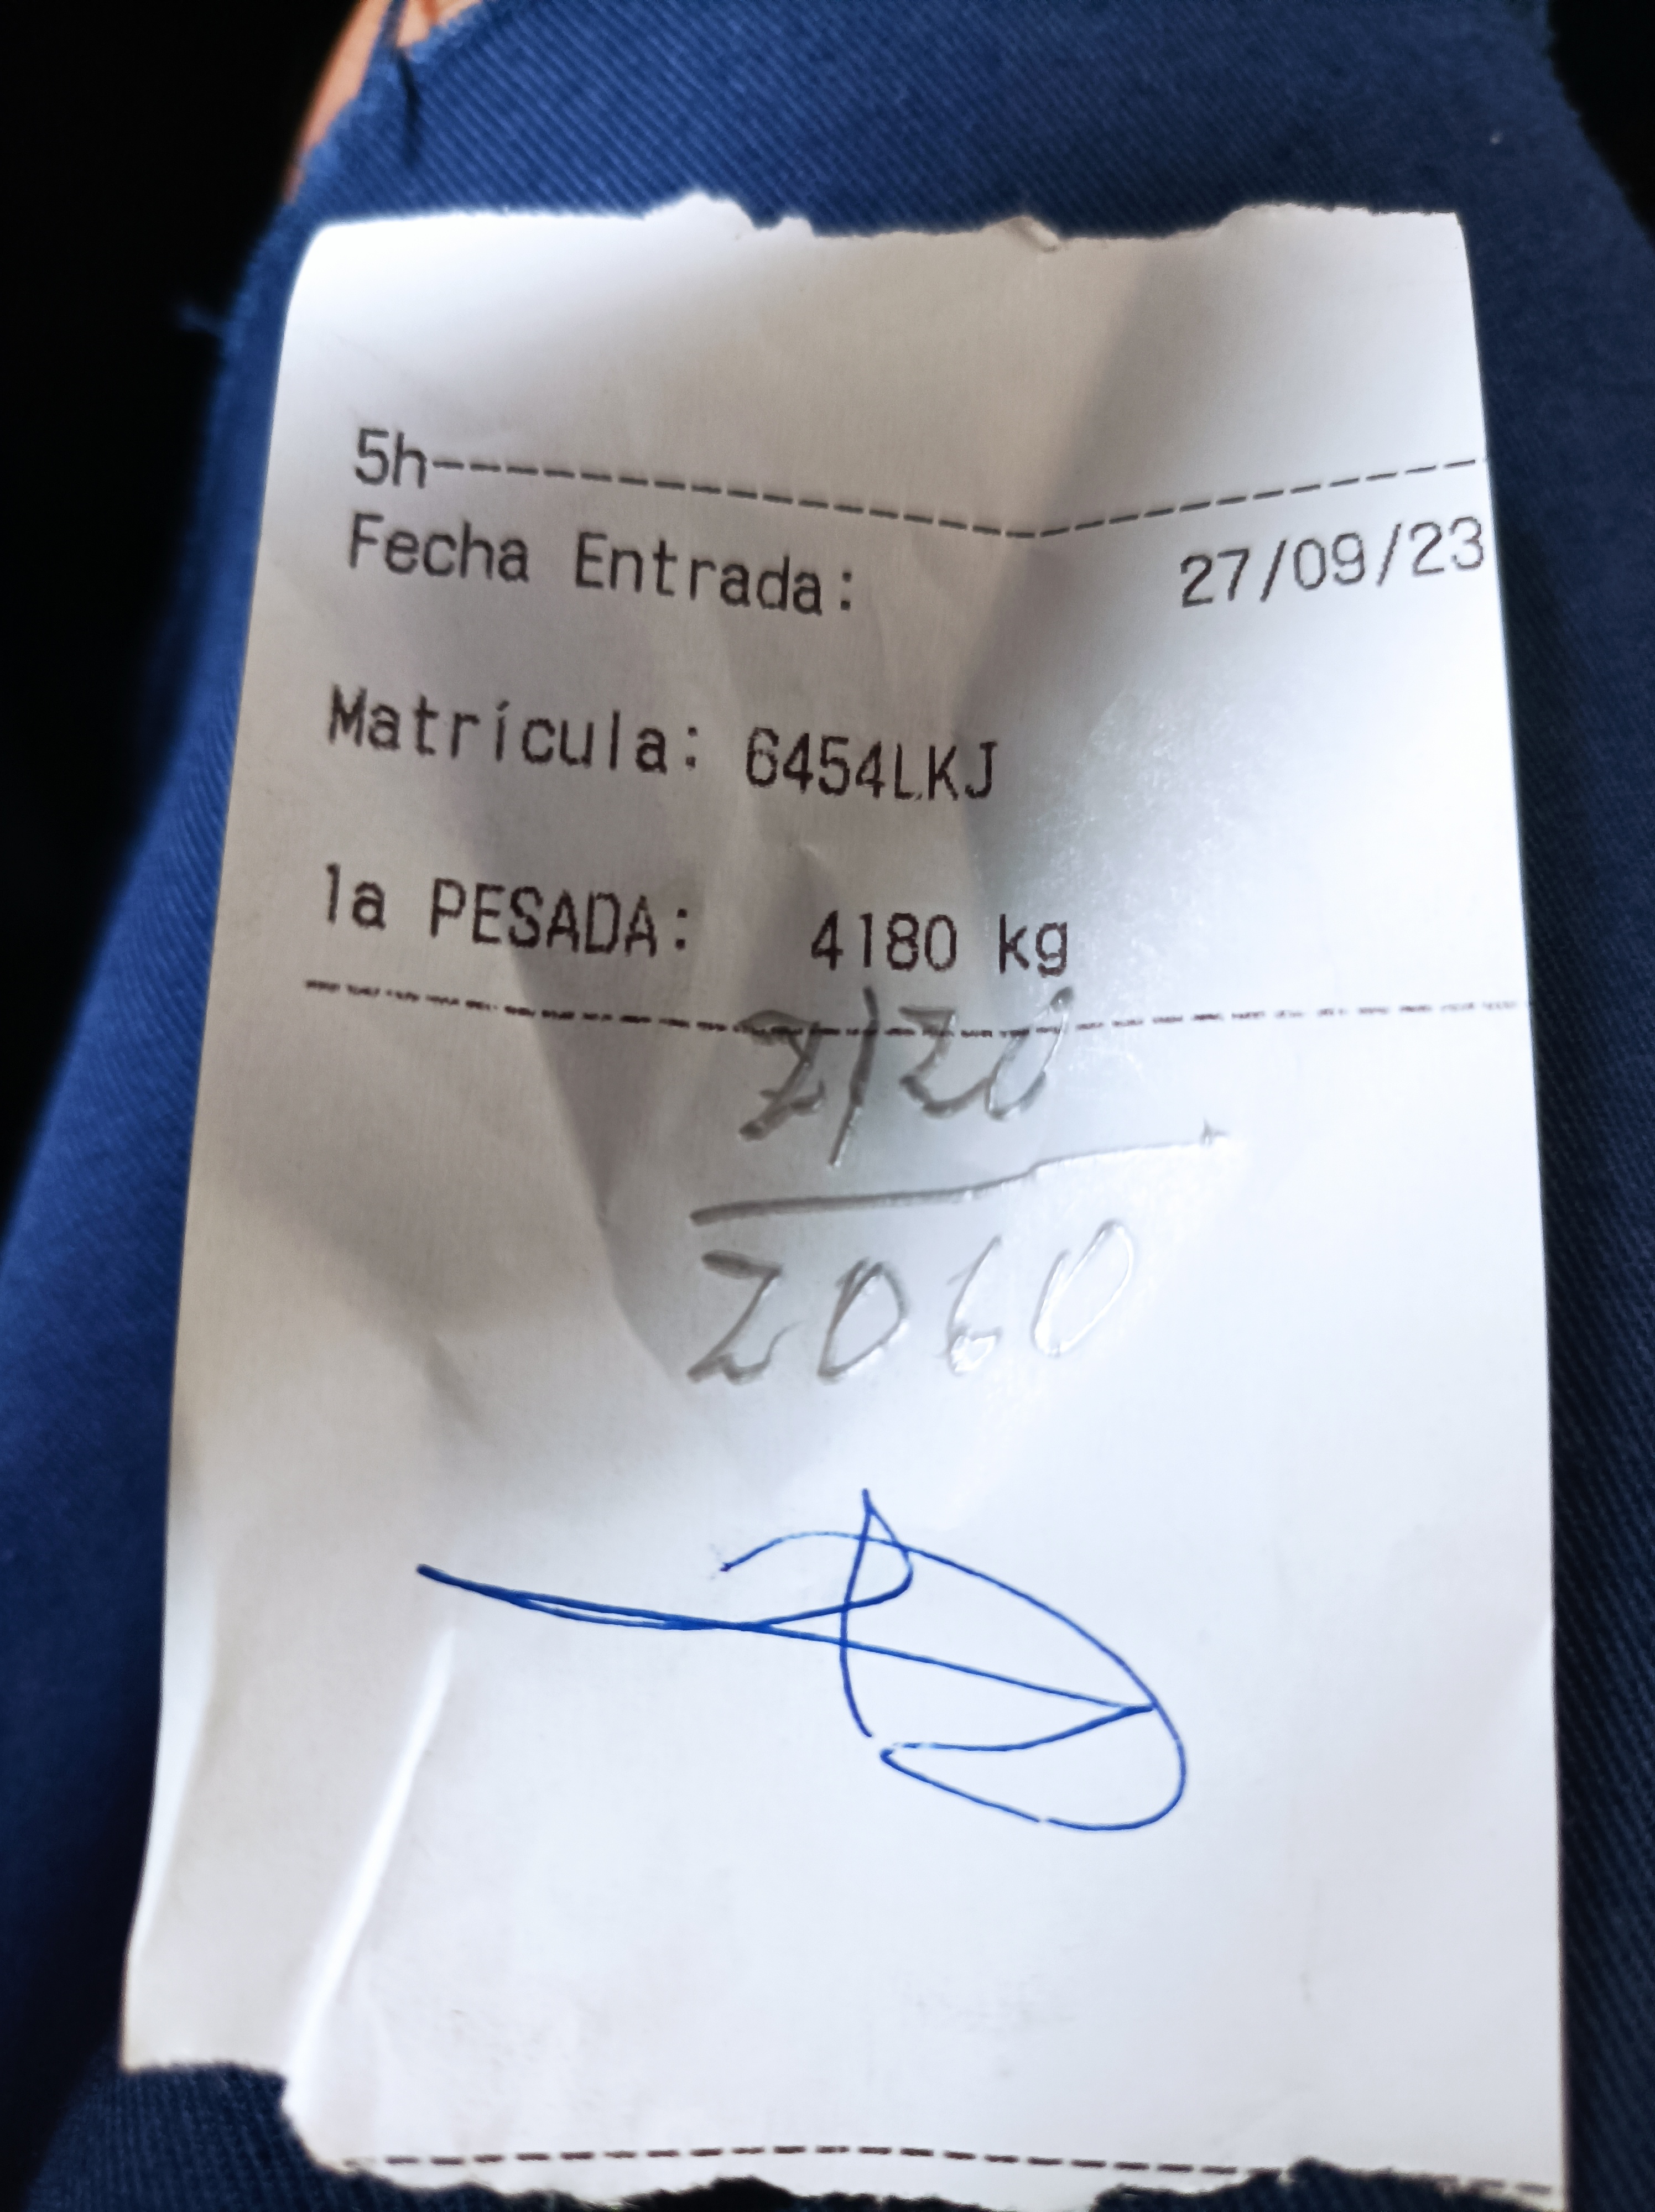 5h------------------------------
Fecha Entrada: 27/09/23
Matrícula: 6454LKJ
1a PESADA: 4180 kg
2120
2060